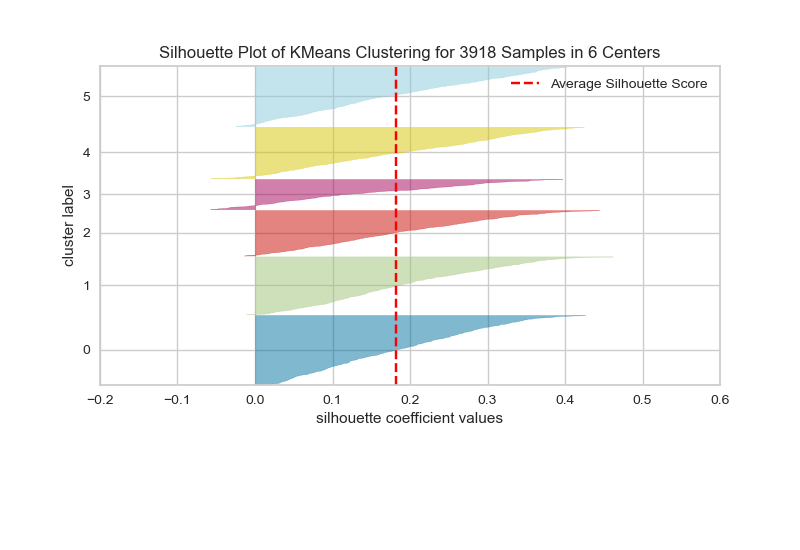 Silhouette Plot of KMeans Clustering for 3918 Samples in 6 Centers
Average Silhouette Score
5
4
3
2
1
0
cluster label
−0.2 −0.1 0.0 0.1 0.2 0.3 0.4 0.5 0.6
silhouette coefficient values